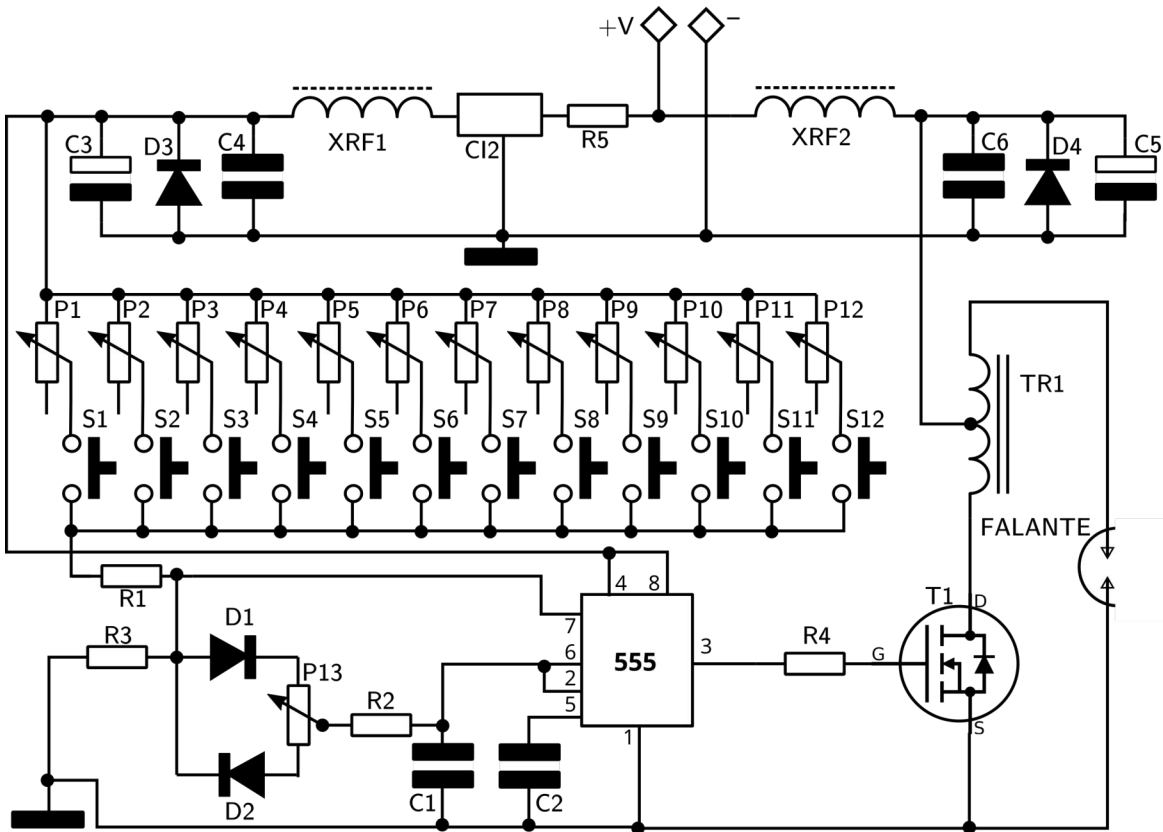 +V −
C3 D3 C4 XRF1 CI2 R5 XRF2 C6 D4 C5
P1 P2 P3 P4 P5 P6 P7 P8 P9 P10 P11 P12
TR1
S1 S2 S3 S4 S5 S6 S7 S8 S9 S10 S11 S12
FALANTE
R1 4 8 T1 D
R3 D1 7
555 3 R4 G
6
P13 2
R2 5
1 S
D2 C1 C2